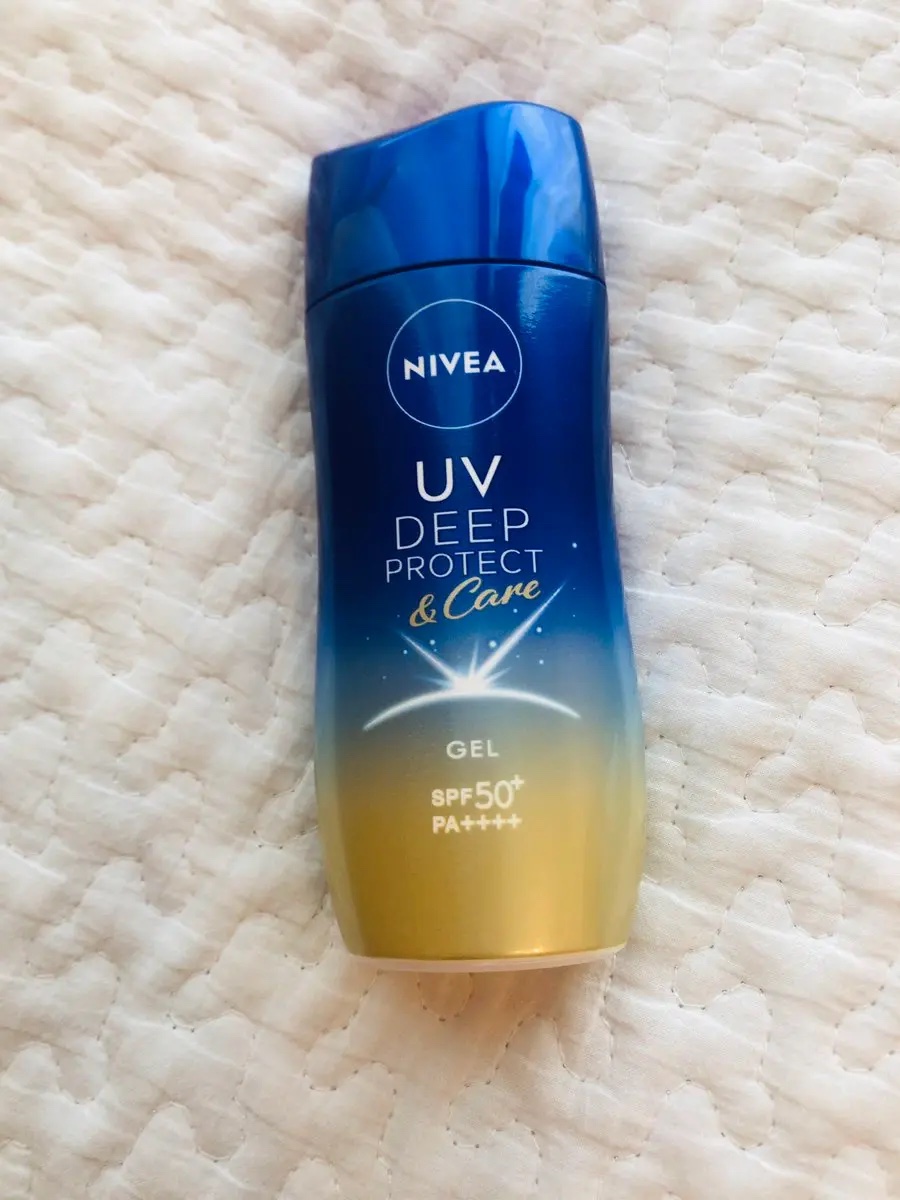 NIVEA
UV
DEEP
PROTECT
& Care
GEL
SPF50+
PA++++